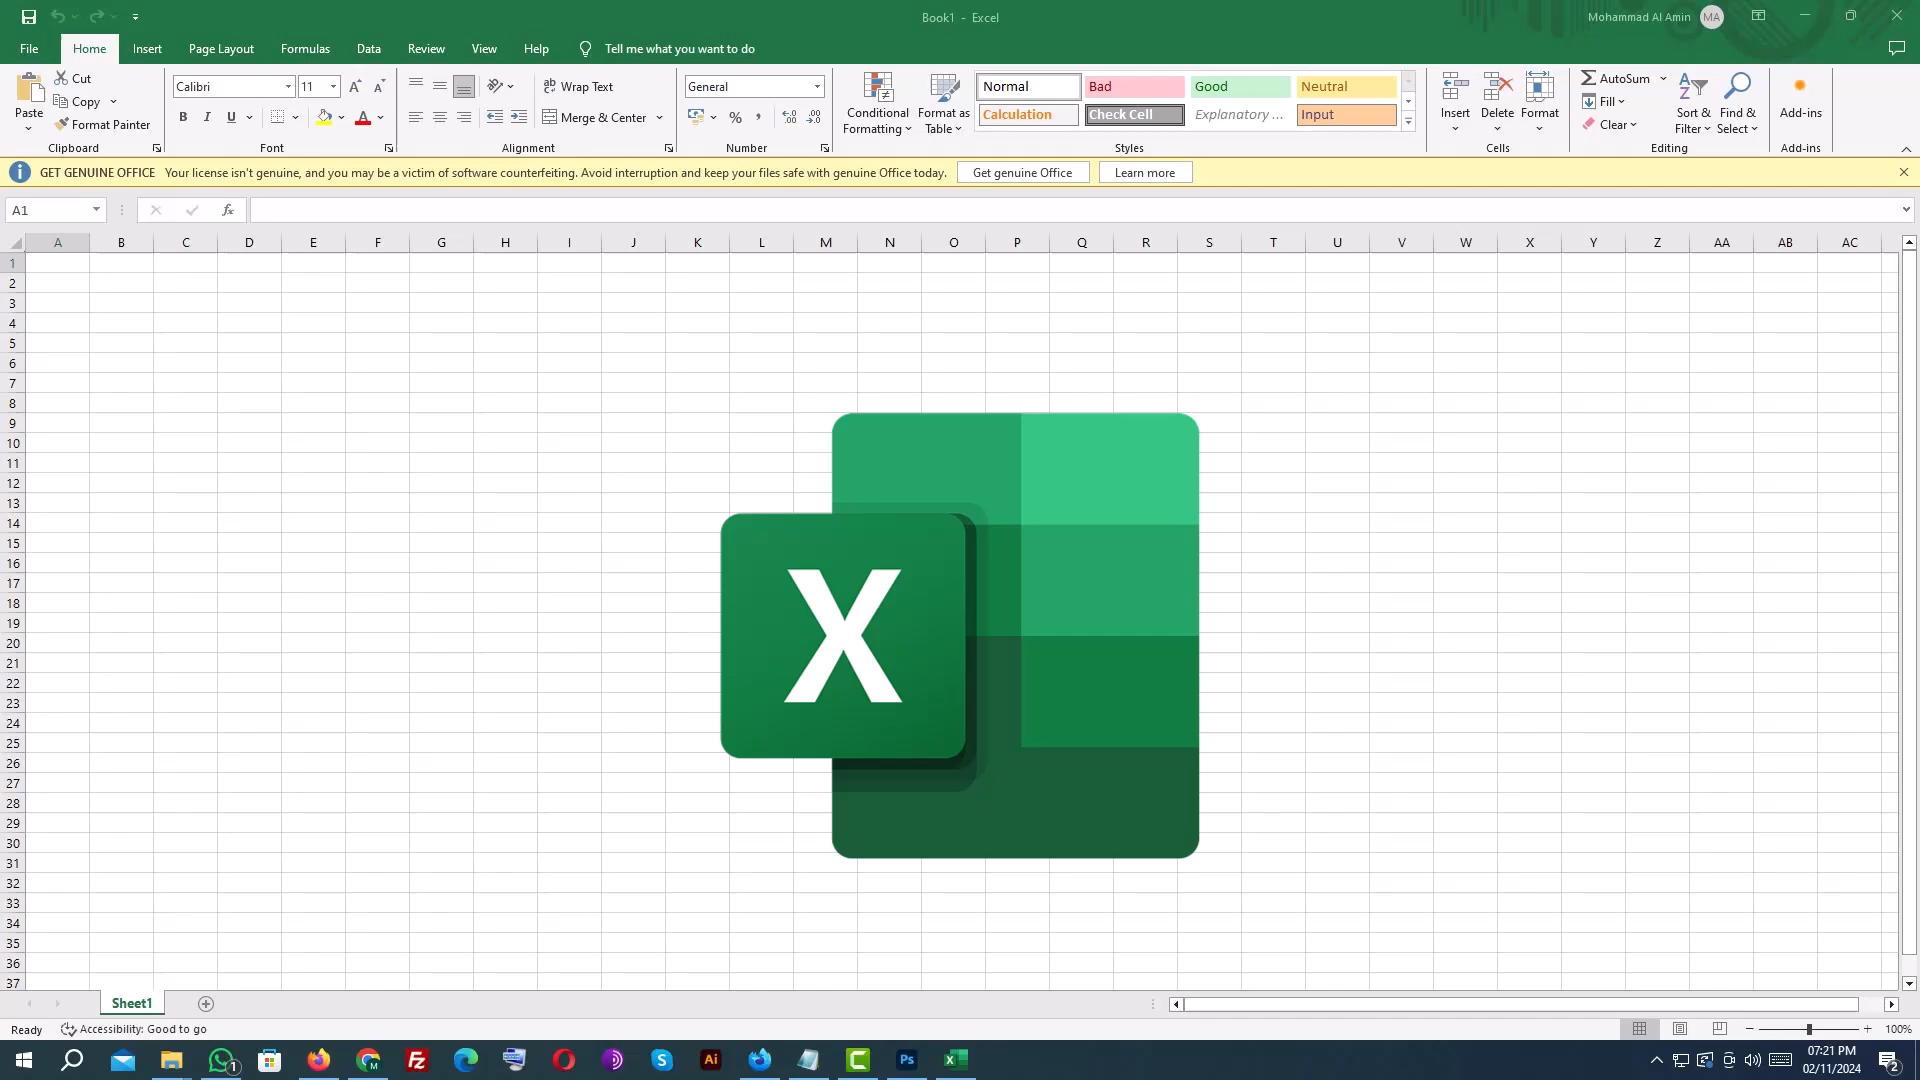 Book1 - Excel
Mohammad Al Amin MA
File Home Insert Page Layout Formulas Data Review View Help Tell me what you want to do
Paste
Cut
Copy
Format Painter
Clipboard
Calibri 11
B I U
Font
Wrap Text
Merge & Center
Alignment
General
Number
Conditional Formatting
Format as Table
Normal Bad Good Neutral
Calculation Check Cell Explanatory ... Input
Styles
Insert Delete Format
Cells
AutoSum
Fill
Clear
Sort & Filter
Find & Select
Editing
Add-ins
Add-ins
GET GENUINE OFFICE Your license isn't genuine, and you may be a victim of software counterfeiting. Avoid interruption and keep your files safe with genuine Office today. Get genuine Office Learn more
A1 fx
A B C D E F G H I J K L M N O P Q R S T U V W X Y Z AA AB AC
1
2
3
4
5
6
7
8
9
10
11
12
13
14
15
16
17
18
19
20
21
22
23
24
25
26
27
28
29
30
31
32
33
34
35
36
37
X
Sheet1
Ready Accessibility: Good to go 100%
07:21 PM
02/11/2024